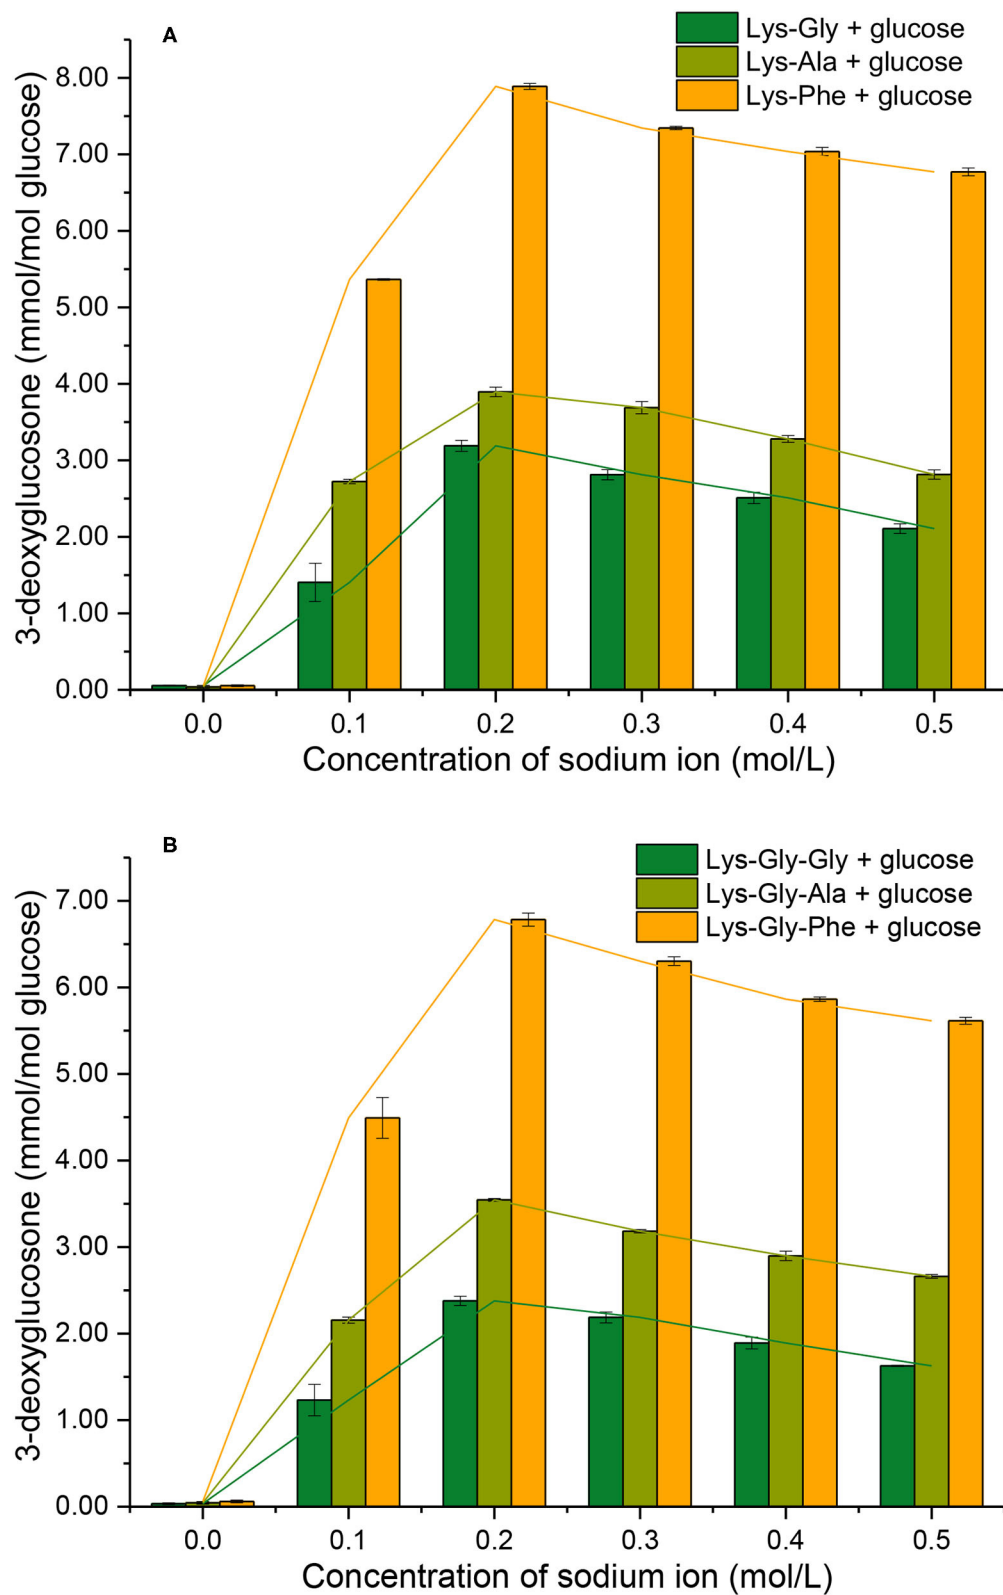 A
Lys-Gly + glucose
Lys-Ala + glucose
Lys-Phe + glucose
3-deoxyglucosone (mmol/mol glucose)
8.00
7.00
6.00
5.00
4.00
3.00
2.00
1.00
0.00
0.0 0.1 0.2 0.3 0.4 0.5
Concentration of sodium ion (mol/L)
B
Lys-Gly-Gly + glucose
Lys-Gly-Ala + glucose
Lys-Gly-Phe + glucose
3-deoxyglucosone (mmol/mol glucose)
7.00
6.00
5.00
4.00
3.00
2.00
1.00
0.00
0.0 0.1 0.2 0.3 0.4 0.5
Concentration of sodium ion (mol/L)